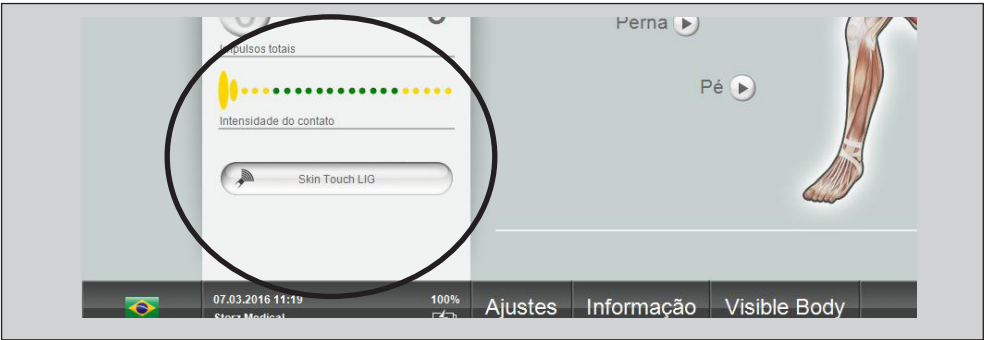 Impulsos totais
Intensidade do contato
Skin Touch LIG
Perna
Pé
07.03.2016 11:19
100%
Storz Medical
Ajustes
Informação
Visible Body